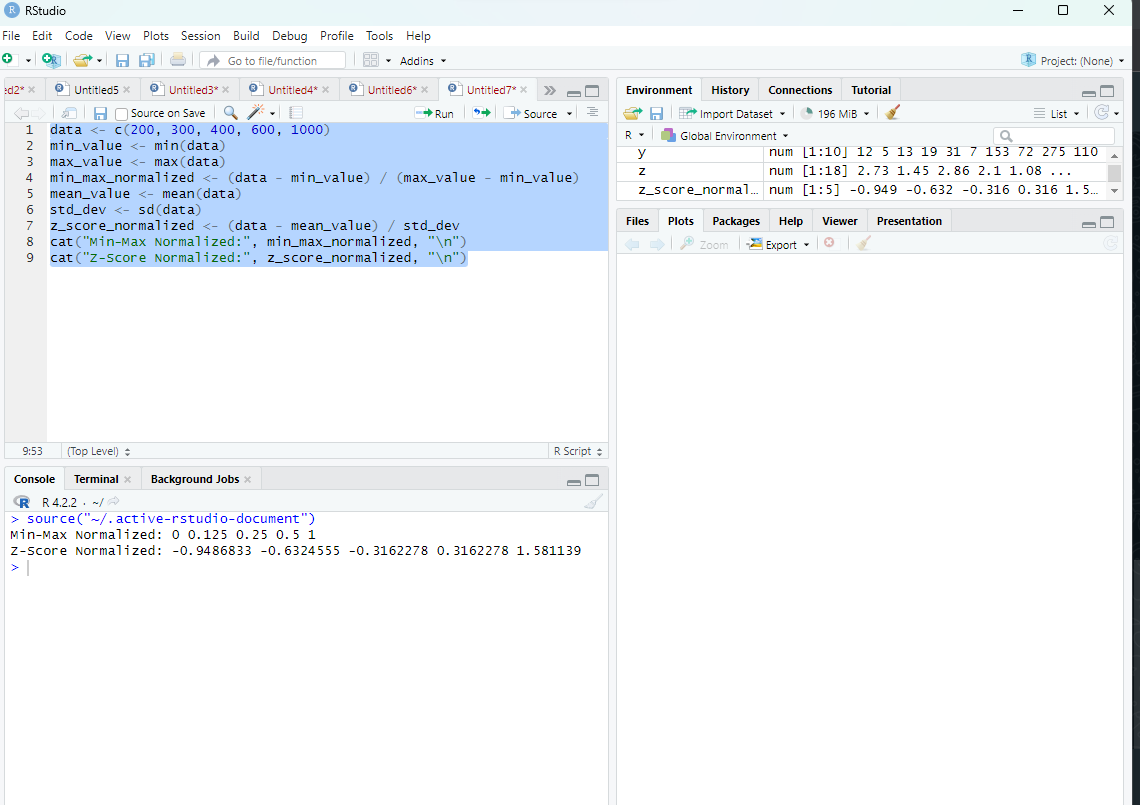 RStudio
File Edit Code View Plots Session Build Debug Profile Tools Help
Go to file/function Addins Project: (None)
ed2* Untitled5 Untitled3* Untitled4* Untitled6* Untitled7*
Source on Save Run Source
1 data <- c(200, 300, 400, 600, 1000)
2 min_value <- min(data)
3 max_value <- max(data)
4 min_max_normalized <- (data - min_value) / (max_value - min_value)
5 mean_value <- mean(data)
6 std_dev <- sd(data)
7 z_score_normalized <- (data - mean_value) / std_dev
8 cat("Min-Max Normalized:", min_max_normalized, "\n")
9 cat("Z-Score Normalized:", z_score_normalized, "\n")
9:53 (Top Level) R Script
Console Terminal Background Jobs
R 4.2.2 · ~/
> source("~/.active-rstudio-document")
Min-Max Normalized: 0 0.125 0.25 0.5 1
Z-Score Normalized: -0.9486833 -0.6324555 -0.3162278 0.3162278 1.581139
>
Environment History Connections Tutorial
Import Dataset 196 MiB List
R Global Environment
y num [1:10] 12 5 13 19 31 7 153 72 275 110
z num [1:18] 2.73 1.45 2.86 2.1 1.08 ...
z_score_normal... num [1:5] -0.949 -0.632 -0.316 0.316 1.5...
Files Plots Packages Help Viewer Presentation
Zoom Export